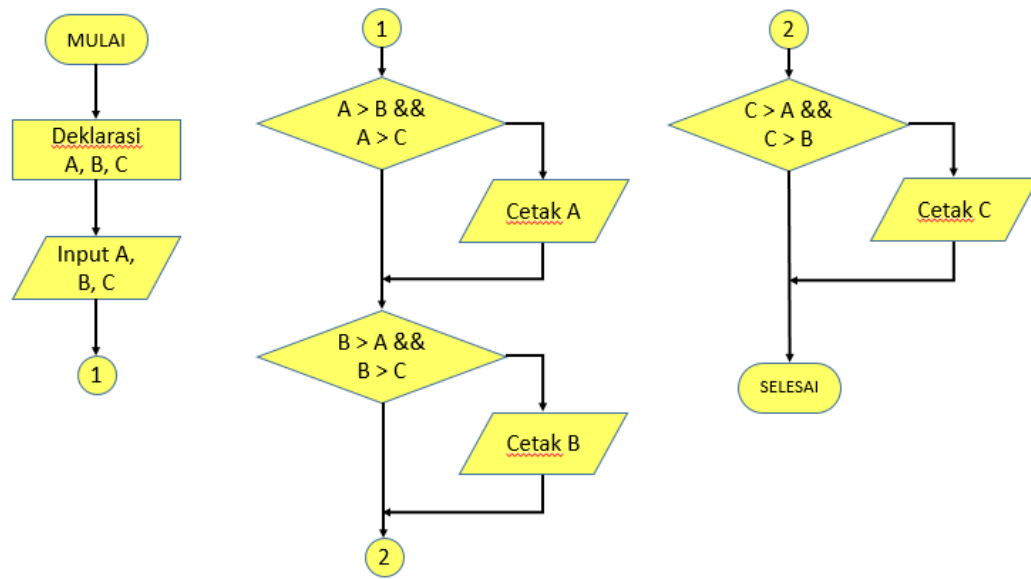 MULAI
Deklarasi
A, B, C
Input A,
B, C
1
1
A > B &&
A > C
Cetak A
B > A &&
B > C
Cetak B
2
2
C > A &&
C > B
Cetak C
SELESAI